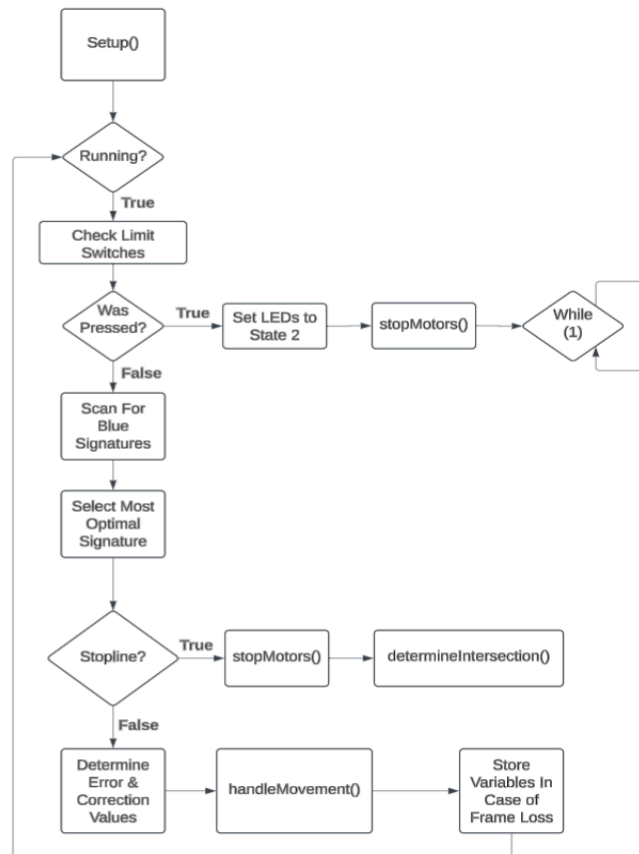 Setup()
Running?
True
Check Limit
Switches
Was
Pressed?
True
Set LEDs to
State 2
stopMotors()
While
(1)
False
Scan For
Blue
Signatures
Select Most
Optimal
Signature
Stopline?
True
stopMotors()
determineIntersection()
False
Determine
Error &
Correction
Values
handleMovement()
Store
Variables In
Case of
Frame Loss